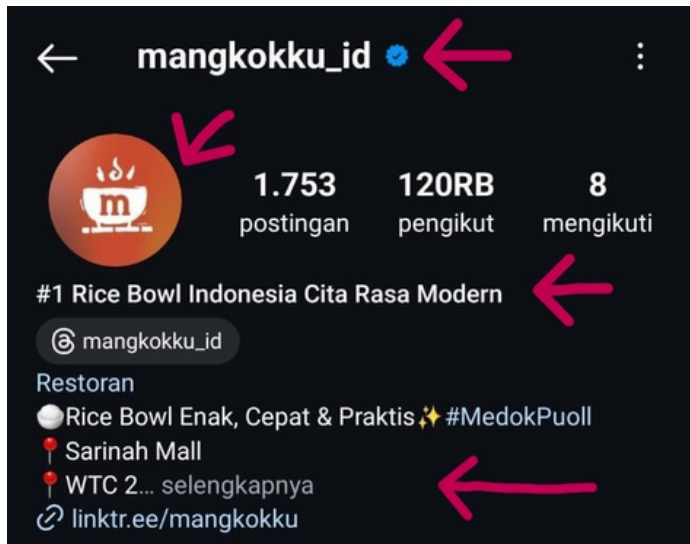 mangkokku_id
m
1.753 120RB 8
postingan pengikut mengikuti
#1 Rice Bowl Indonesia Cita Rasa Modern
mangkokku_id
Restoran
🍚Rice Bowl Enak, Cepat & Praktis✨#MedokPuoll
📍Sarinah Mall
📍WTC 2... selengkapnya
linktr.ee/mangkokku